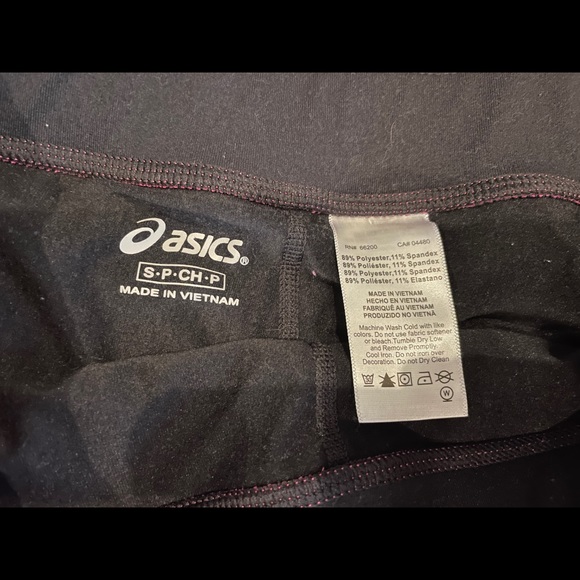 asics®
S•P•CH•P
MADE IN VIETNAM
RN# 66200 CA# 04480
89% Polyester,11% Spandex
89% Poliéster, 11% Spandex
89% Polyester, 11% Spandex
89% Poliéster, 11% Elastano
MADE IN VIETNAM
HECHO EN VIETNAM
FABRIQUÉ AU VIETNAM
PRODUZIDO NO VIETNÃ
Machine Wash Cold with like
colors. Do not use fabric softener
or bleach.Tumble Dry Low
and Remove Promptly.
Cool Iron. Do not iron over
Decoration. Do not Dry Clean
W